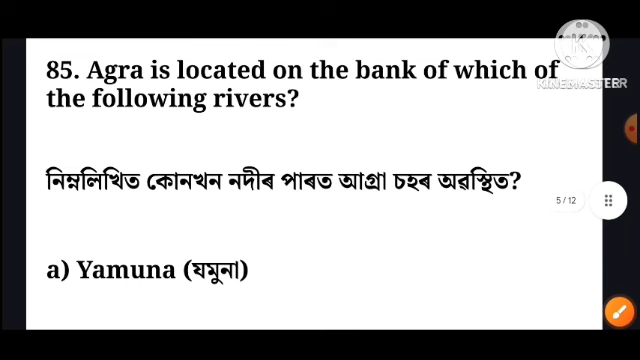 85. Agra is located on the bank of which of
the following rivers?
নিম্নলিখিত কোনখন নদীৰ পাৰত আগ্ৰা চহৰ অৱস্থিত?
a) Yamuna (যমুনা)
5 / 12
K
KINEMASTER